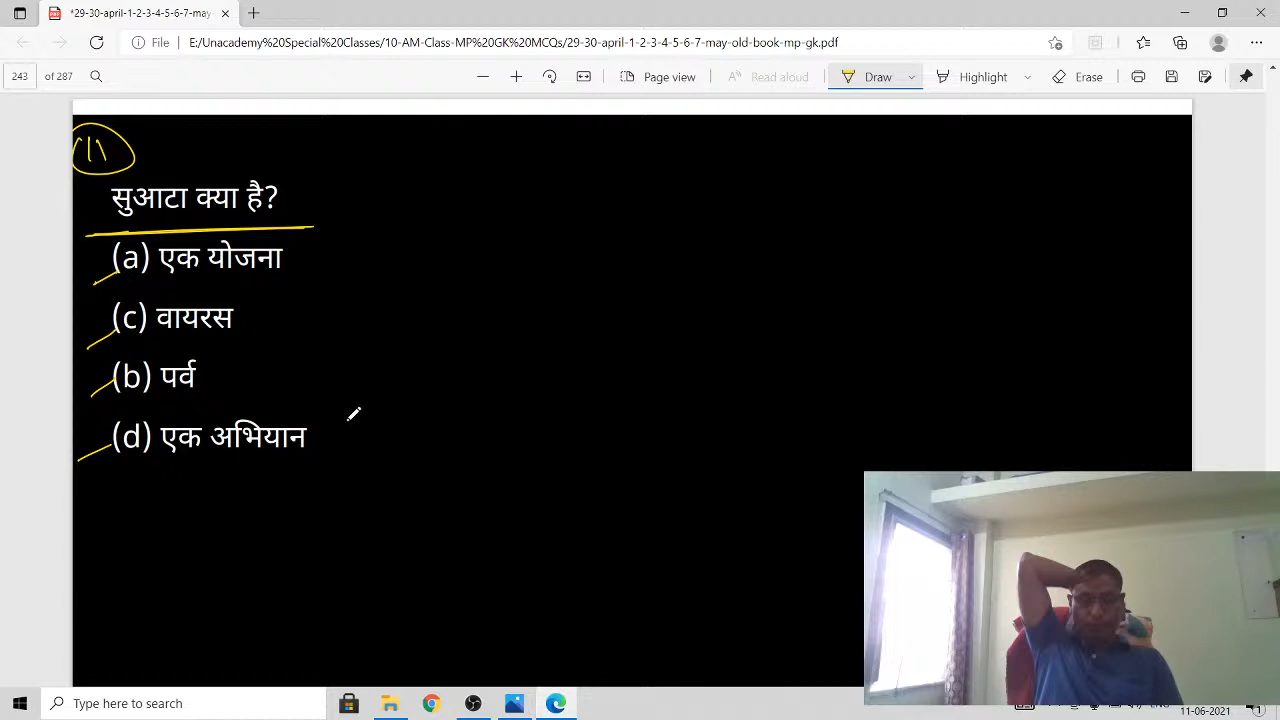 *29-30-april-1-2-3-4-5-6-7-may-
File
E:/Unacademy%20Special%20Classes/10-AM-Class-MP%20GK%20MCQs/29-30-april-1-2-3-4-5-6-7-may-old-book-mp-gk.pdf
243 of 287
Page view
Read aloud
Draw
Highlight
Erase
11
सुआटा क्या है?
(a) एक योजना
(c) वायरस
(b) पर्व
(d) एक अभियान
Type here to search
11-06-2021